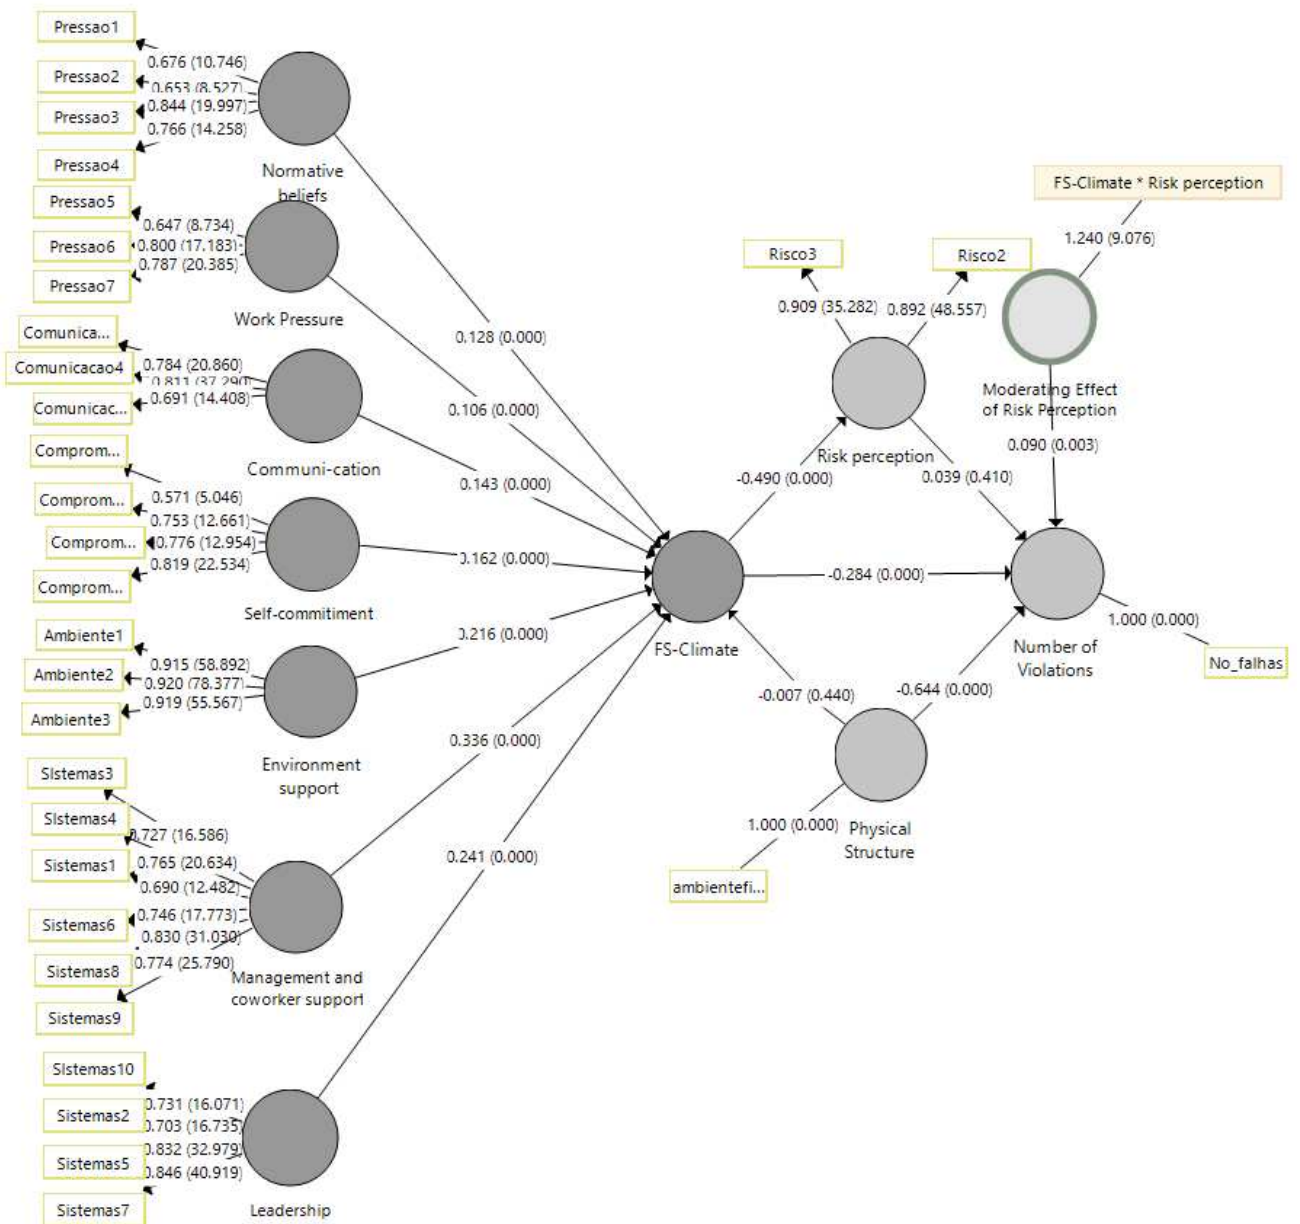 Pressao1
0.676 (10.746)
Pressao2
0.653 (8.527)
Pressao3
0.844 (19.997)
0.766 (14.258)
Pressao4
Normative
beliefs
Pressao5
0.647 (8.734)
Pressao6
0.800 (17.183)
0.787 (20.385)
Pressao7
Work Pressure
Comunica...
0.784 (20.860)
Comunicacao4
0.811 (37.290)
0.691 (14.408)
Comunicac...
Communi-cation
Comprom...
0.571 (5.046)
Comprom...
0.753 (12.661)
Comprom...
0.776 (12.954)
0.819 (22.534)
Comprom...
Self-commitiment
Ambiente1
0.915 (58.892)
Ambiente2
0.920 (78.377)
0.919 (55.567)
Ambiente3
Environment
support
SIstemas3
SIstemas4
0.727 (16.586)
Sistemas1
0.765 (20.634)
0.690 (12.482)
0.746 (17.773)
Sistemas6
0.830 (31.030)
0.774 (25.790)
Sistemas8
Sistemas9
Management and
coworker support
SIstemas10
0.731 (16.071)
Sistemas2
0.703 (16.735)
0.832 (32.979)
Sistemas5
0.846 (40.919)
Sistemas7
Leadership
0.128 (0.000)
0.106 (0.000)
0.143 (0.000)
0.162 (0.000)
0.216 (0.000)
0.336 (0.000)
0.241 (0.000)
FS-Climate
FS-Climate * Risk perception
1.240 (9.076)
Risco3
Risco2
0.909 (35.282)
0.892 (48.557)
Moderating Effect
of Risk Perception
Risk perception
0.090 (0.003)
-0.490 (0.000)
0.039 (0.410)
-0.284 (0.000)
1.000 (0.000)
Number of
Violations
No_falhas
-0.007 (0.440)
-0.644 (0.000)
1.000 (0.000)
Physical
Structure
ambientefi...